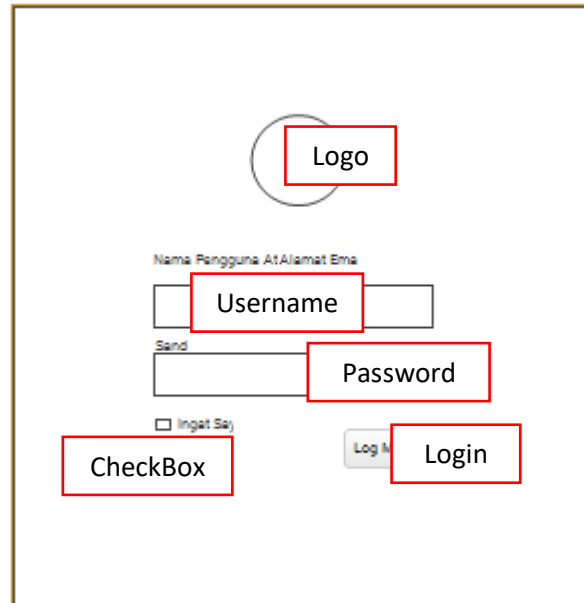 Logo
Nama Pengguna At Alamat Ema
Username
Sand
Password
Ingat Say
Login
Log M
CheckBox